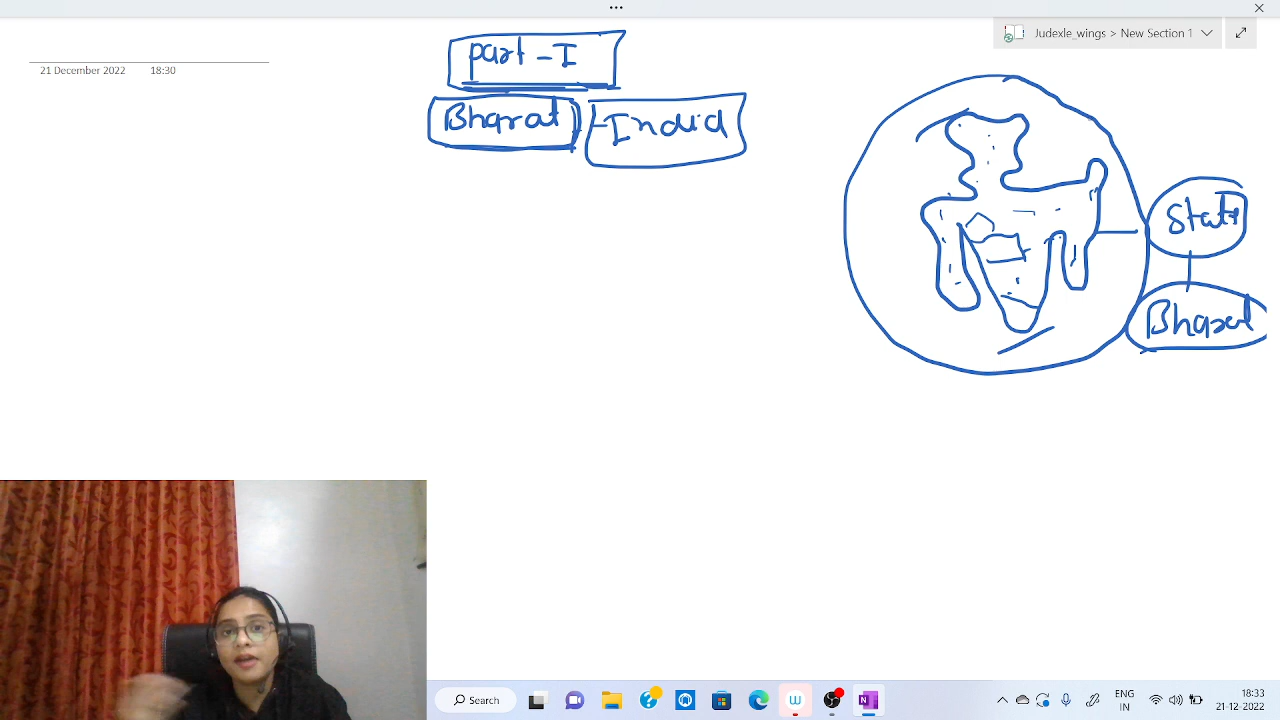 Judicale_wings > New Section 1
21 December 2022 18:30
part - I
Bharat - India
State
Bharat
Search
ENG
IN
18:33
21-12-2022